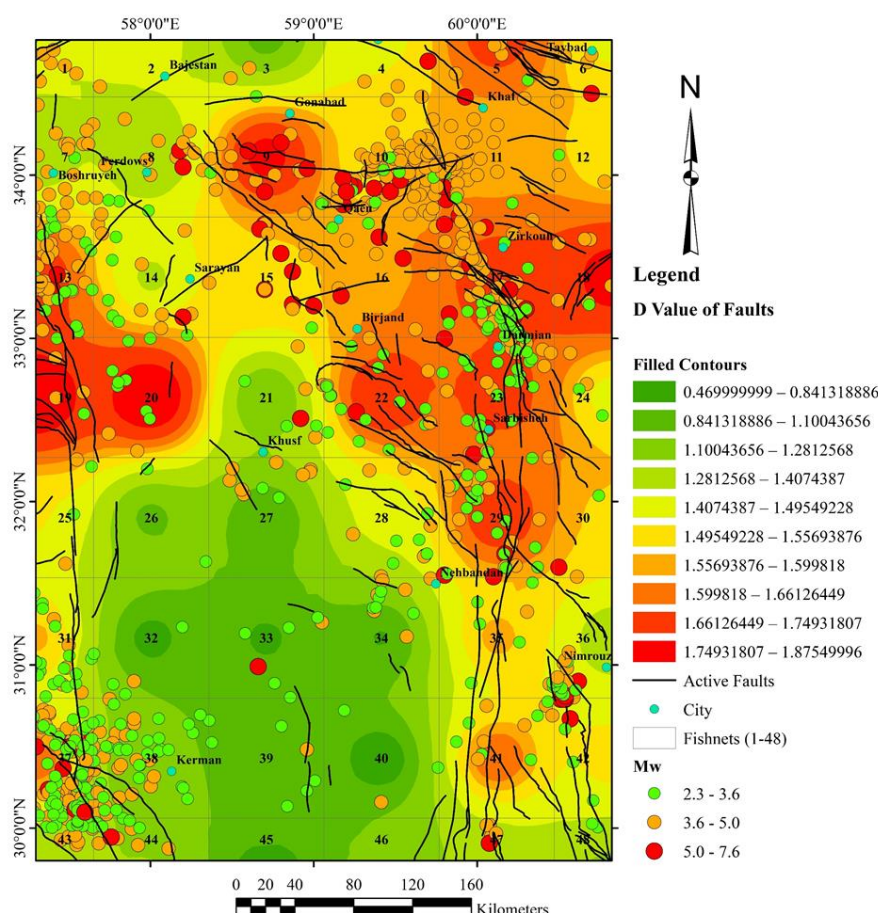 58°0'0"E 59°0'0"E 60°0'0"E
Taybad
1 2 3 4 5 6
Bajestan
Gonabad Khaf
7 8 9 10 11 12
Ferdows
Boshruyeh
34°0'0"N
Qaen
Zirkouh
Sarayan
13 14 15 16 17 18
Birjand
33°0'0"N
Darmian
19 20 21 22 23 24
Sarbisheh
Khusf
32°0'0"N
25 26 27 28 29 30
Nehbandan
31 32 33 34 35 36
Nimrouz
31°0'0"N
37 38 39 40 41 42
Kerman
30°0'0"N
43 44 45 46 47 48
0 20 40 80 120 160
Kilometers
N
Legend
D Value of Faults
Filled Contours
0.469999999 – 0.841318886
0.841318886 – 1.10043656
1.10043656 – 1.2812568
1.2812568 – 1.4074387
1.4074387 – 1.49549228
1.49549228 – 1.55693876
1.55693876 – 1.599818
1.599818 – 1.66126449
1.66126449 – 1.74931807
1.74931807 – 1.87549996
Active Faults
City
Fishnets (1-48)
Mw
2.3 - 3.6
3.6 - 5.0
5.0 - 7.6